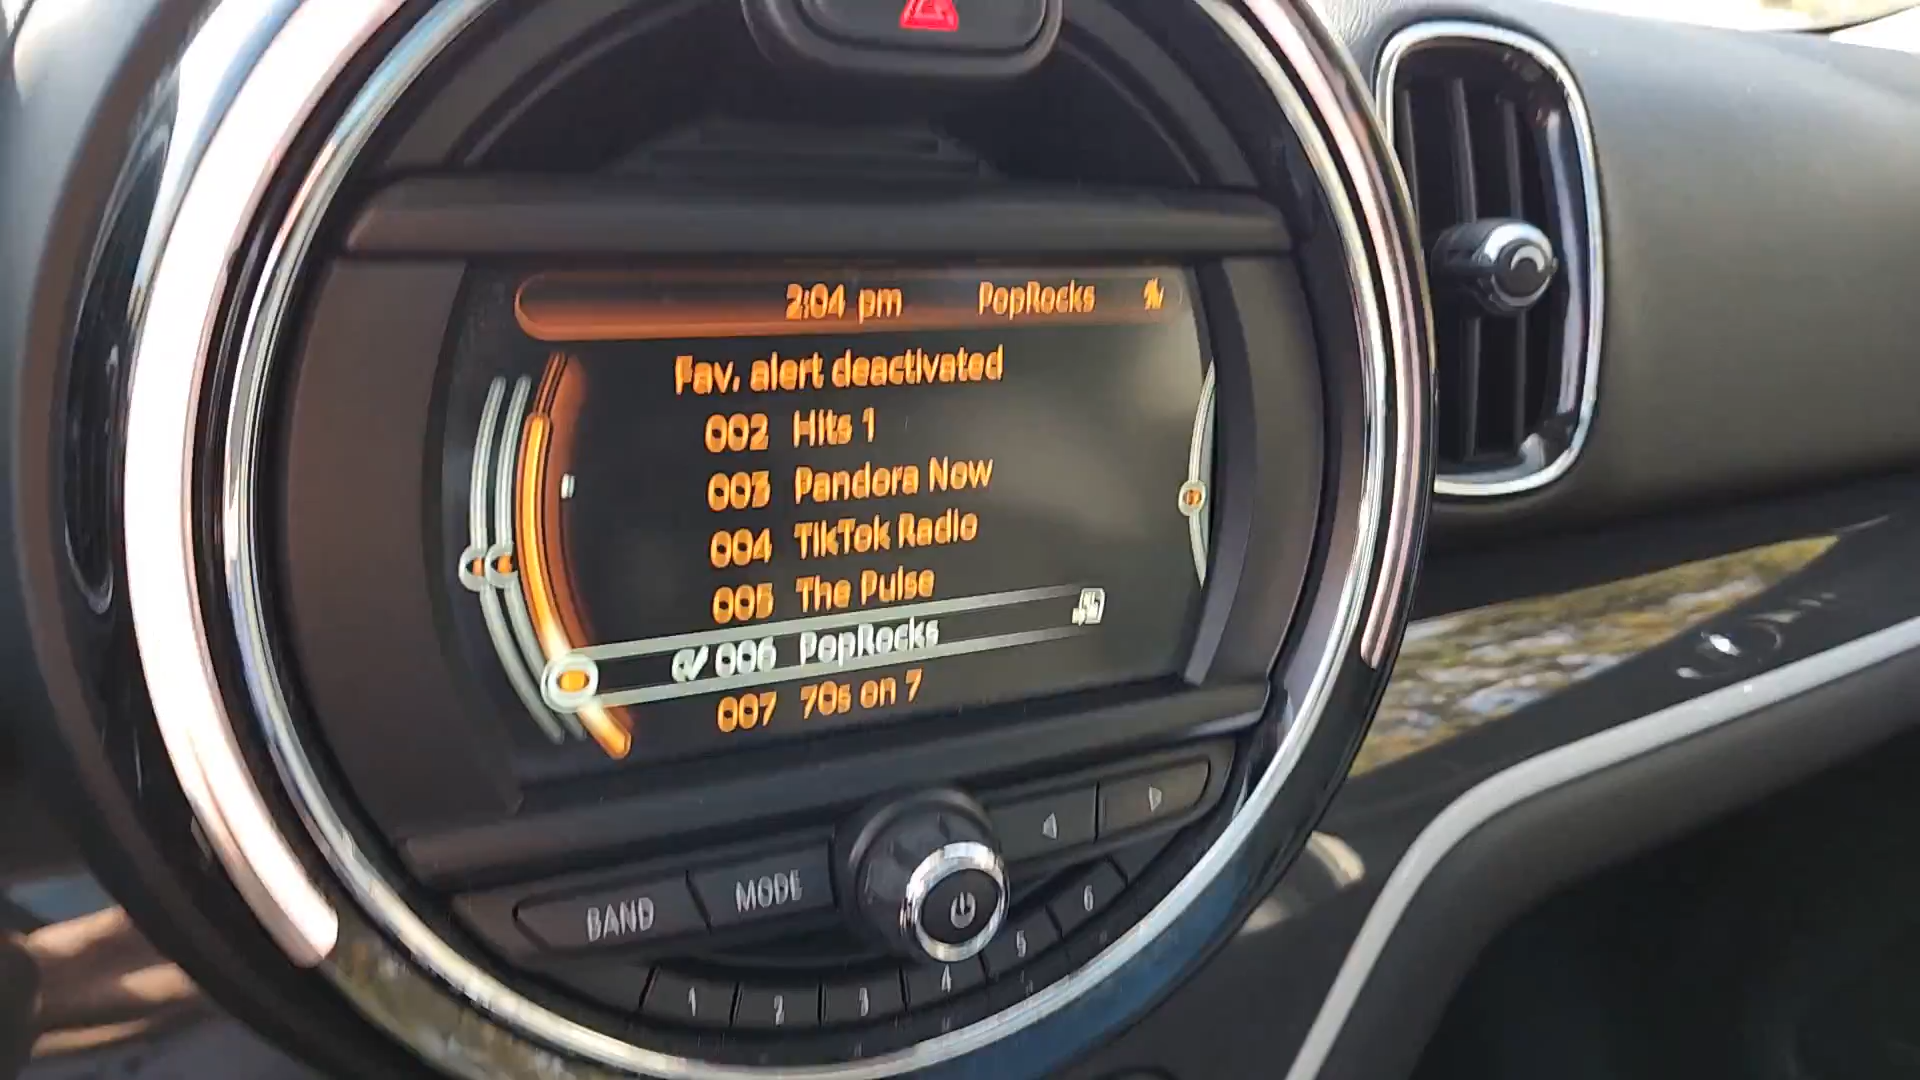 2:04 pm PopRocks
Fav. alert deactivated
002 Hits 1
003 Pandora Now
004 TikTok Radio
005 The Pulse
006 PopRocks
007 70s on 7
BAND MODE
1 2 3 4 5 6